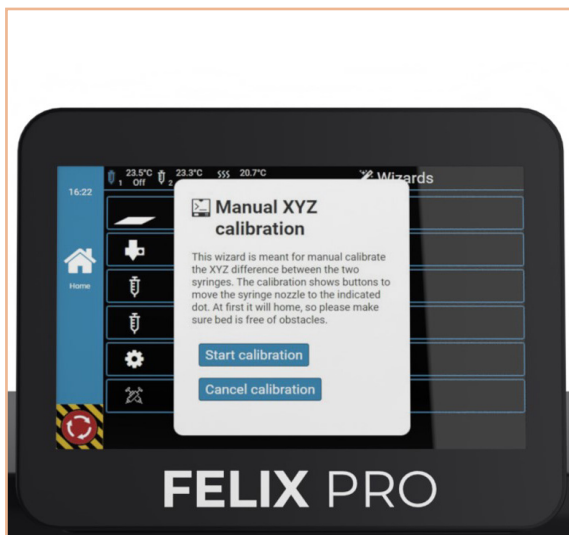 23.5°C 23.3°C 20.7°C Wizards
1 Off 2
16:22
Manual XYZ
calibration
This wizard is meant for manual calibrate
the XYZ difference between the two
syringes. The calibration shows buttons to
move the syringe nozzle to the indicated
dot. At first it will home, so please make
sure bed is free of obstacles.
Home
Start calibration
Cancel calibration
FELIX PRO